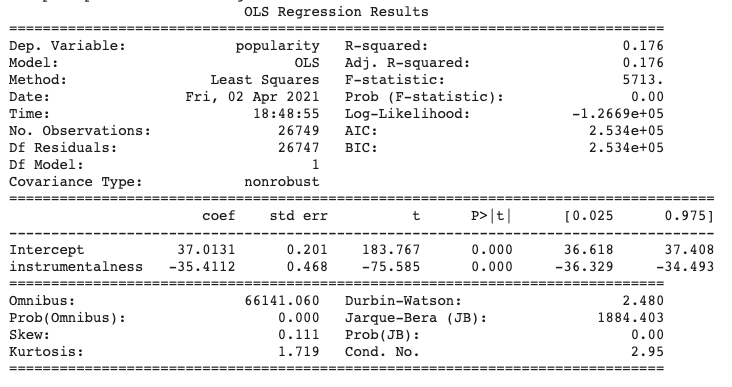 OLS Regression Results
==============================================================================
Dep. Variable: popularity R-squared: 0.176
Model: OLS Adj. R-squared: 0.176
Method: Least Squares F-statistic: 5713.
Date: Fri, 02 Apr 2021 Prob (F-statistic): 0.00
Time: 18:48:55 Log-Likelihood: -1.2669e+05
No. Observations: 26749 AIC: 2.534e+05
Df Residuals: 26747 BIC: 2.534e+05
Df Model: 1
Covariance Type: nonrobust
==============================================================================
coef std err t P>|t| [0.025 0.975]
------------------------------------------------------------------------------
Intercept 37.0131 0.201 183.767 0.000 36.618 37.408
instrumentalness -35.4112 0.468 -75.585 0.000 -36.329 -34.493
==============================================================================
Omnibus: 66141.060 Durbin-Watson: 2.480
Prob(Omnibus): 0.000 Jarque-Bera (JB): 1884.403
Skew: 0.111 Prob(JB): 0.00
Kurtosis: 1.719 Cond. No. 2.95
==============================================================================